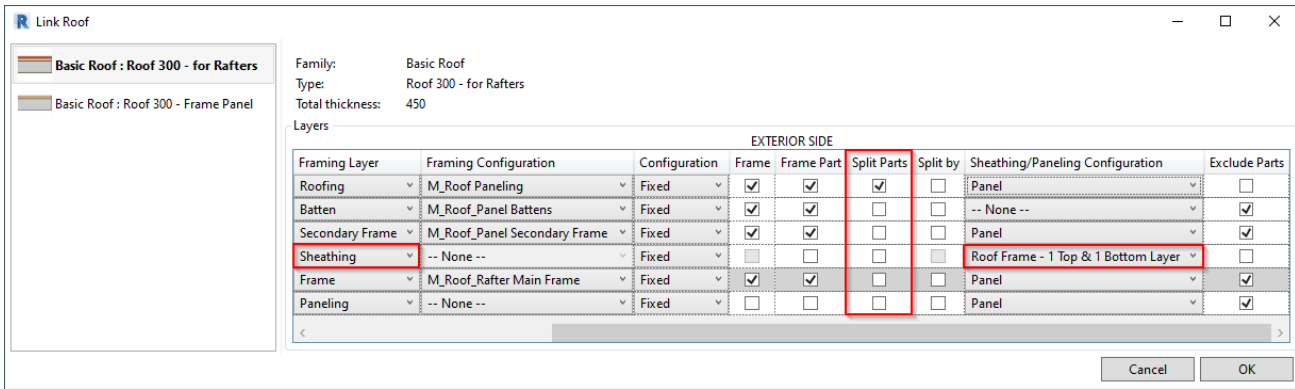 R Link Roof
Basic Roof : Roof 300 - for Rafters
Basic Roof : Roof 300 - Frame Panel
Family: Basic Roof
Type: Roof 300 - for Rafters
Total thickness: 450
Layers
EXTERIOR SIDE
Framing Layer Framing Configuration Configuration Frame Frame Part Split Parts Split by Sheathing/Paneling Configuration Exclude Parts
Roofing M_Roof Paneling Fixed Panel
Batten M_Roof_Panel Battens Fixed -- None --
Secondary Frame M_Roof_Panel Secondary Frame Fixed Panel
Sheathing -- None -- Fixed Roof Frame - 1 Top & 1 Bottom Layer
Frame M_Roof_Rafter Main Frame Fixed Panel
Paneling -- None -- Fixed Panel
Cancel OK